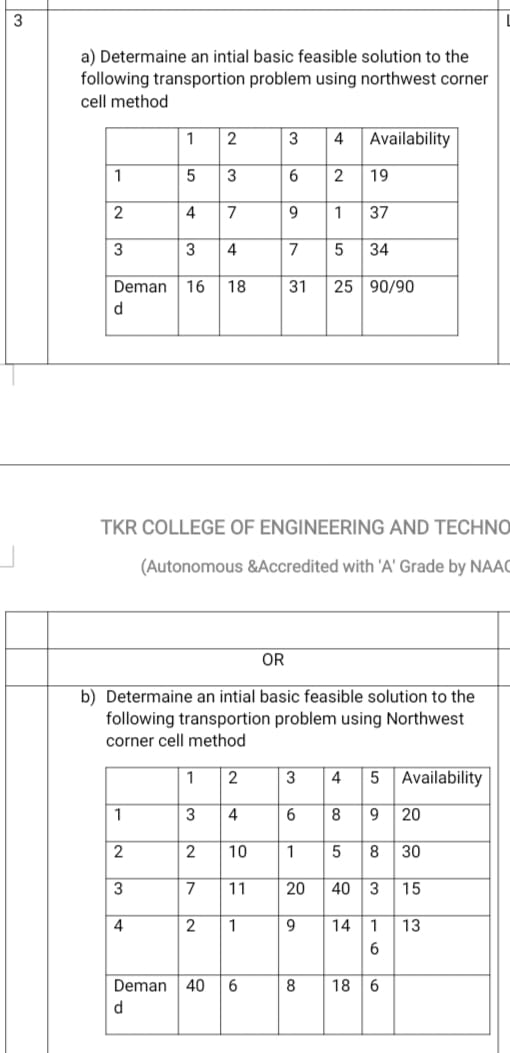 3
a) Determaine an intial basic feasible solution to the
following transportion problem using northwest corner
cell method
1 2 3 4 Availability
1 5 3 6 2 19
2 4 7 9 1 37
3 3 4 7 5 34
Deman 16 18 31 25 90/90
d
TKR COLLEGE OF ENGINEERING AND TECHNO
(Autonomous &Accredited with 'A' Grade by NAAC
OR
b) Determaine an intial basic feasible solution to the
following transportion problem using Northwest
corner cell method
1 2 3 4 5 Availability
1 3 4 6 8 9 20
2 2 10 1 5 8 30
3 7 11 20 40 3 15
4 2 1 9 14 1 13
6
Deman 40 6 8 18 6
d